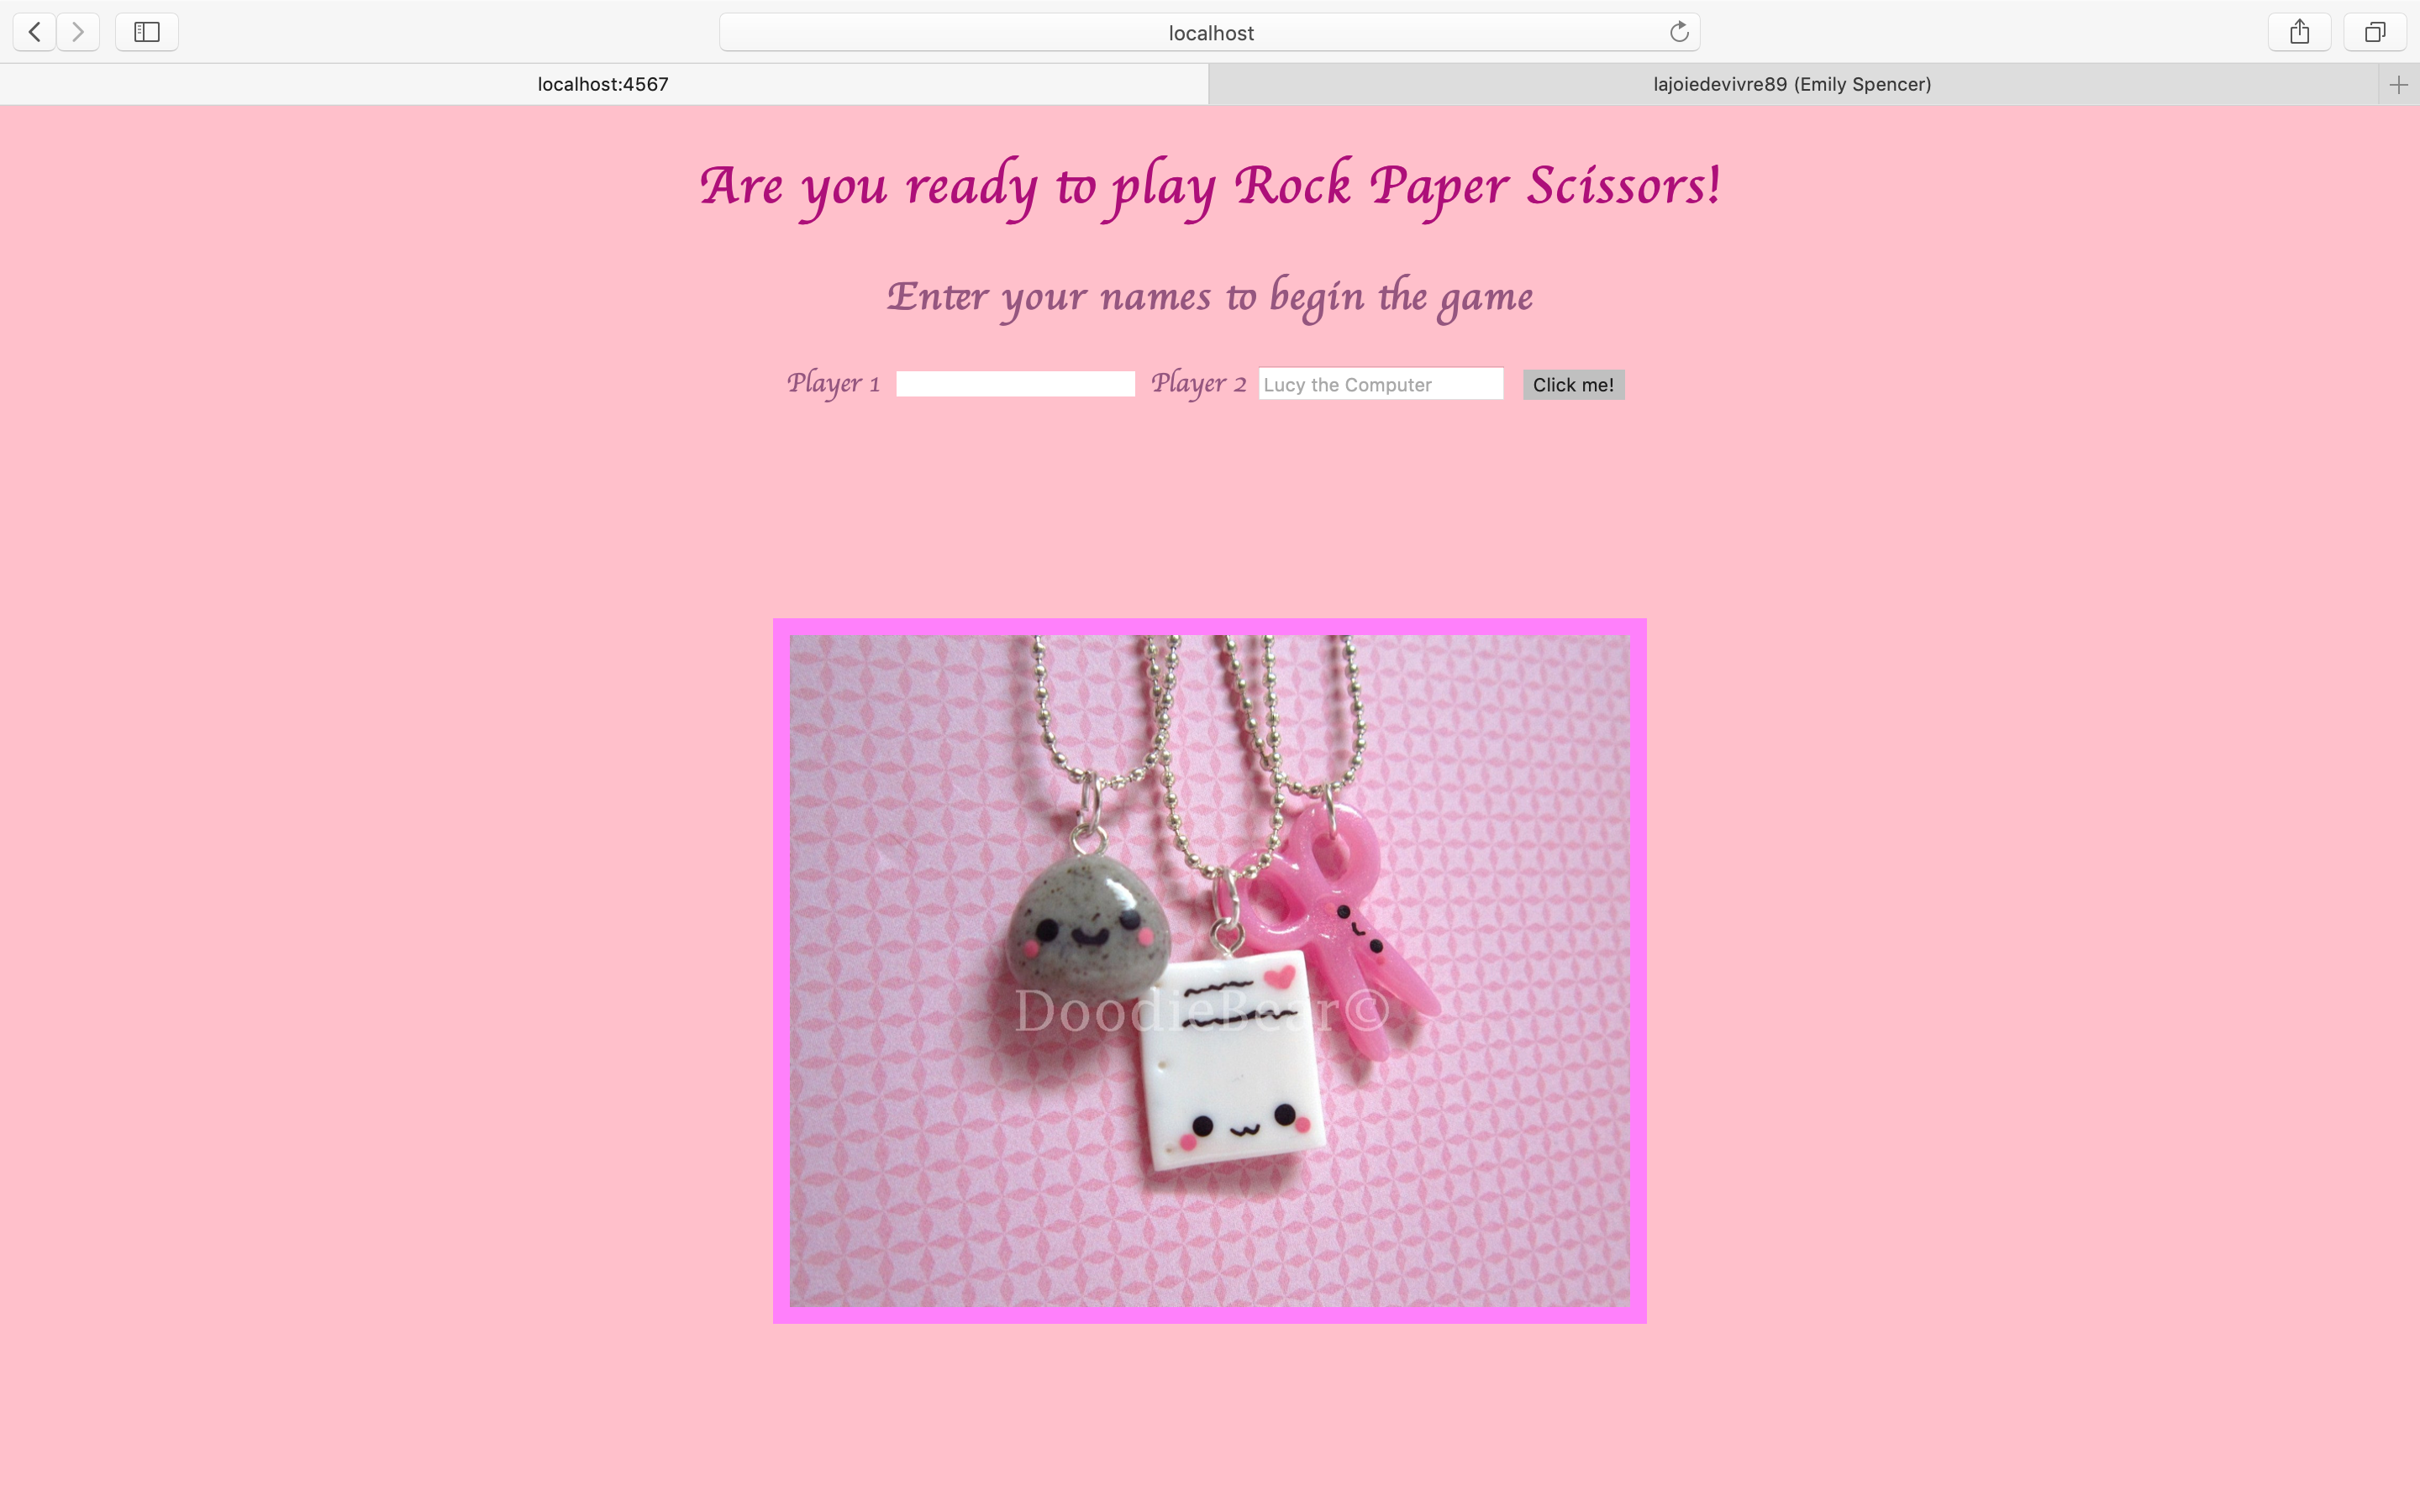 localhost
localhost:4567
lajoiedevivre89 (Emily Spencer)
Are you ready to play Rock Paper Scissors!
Enter your names to begin the game
Player 1 Player 2 Lucy the Computer Click me!
DoodieBear©